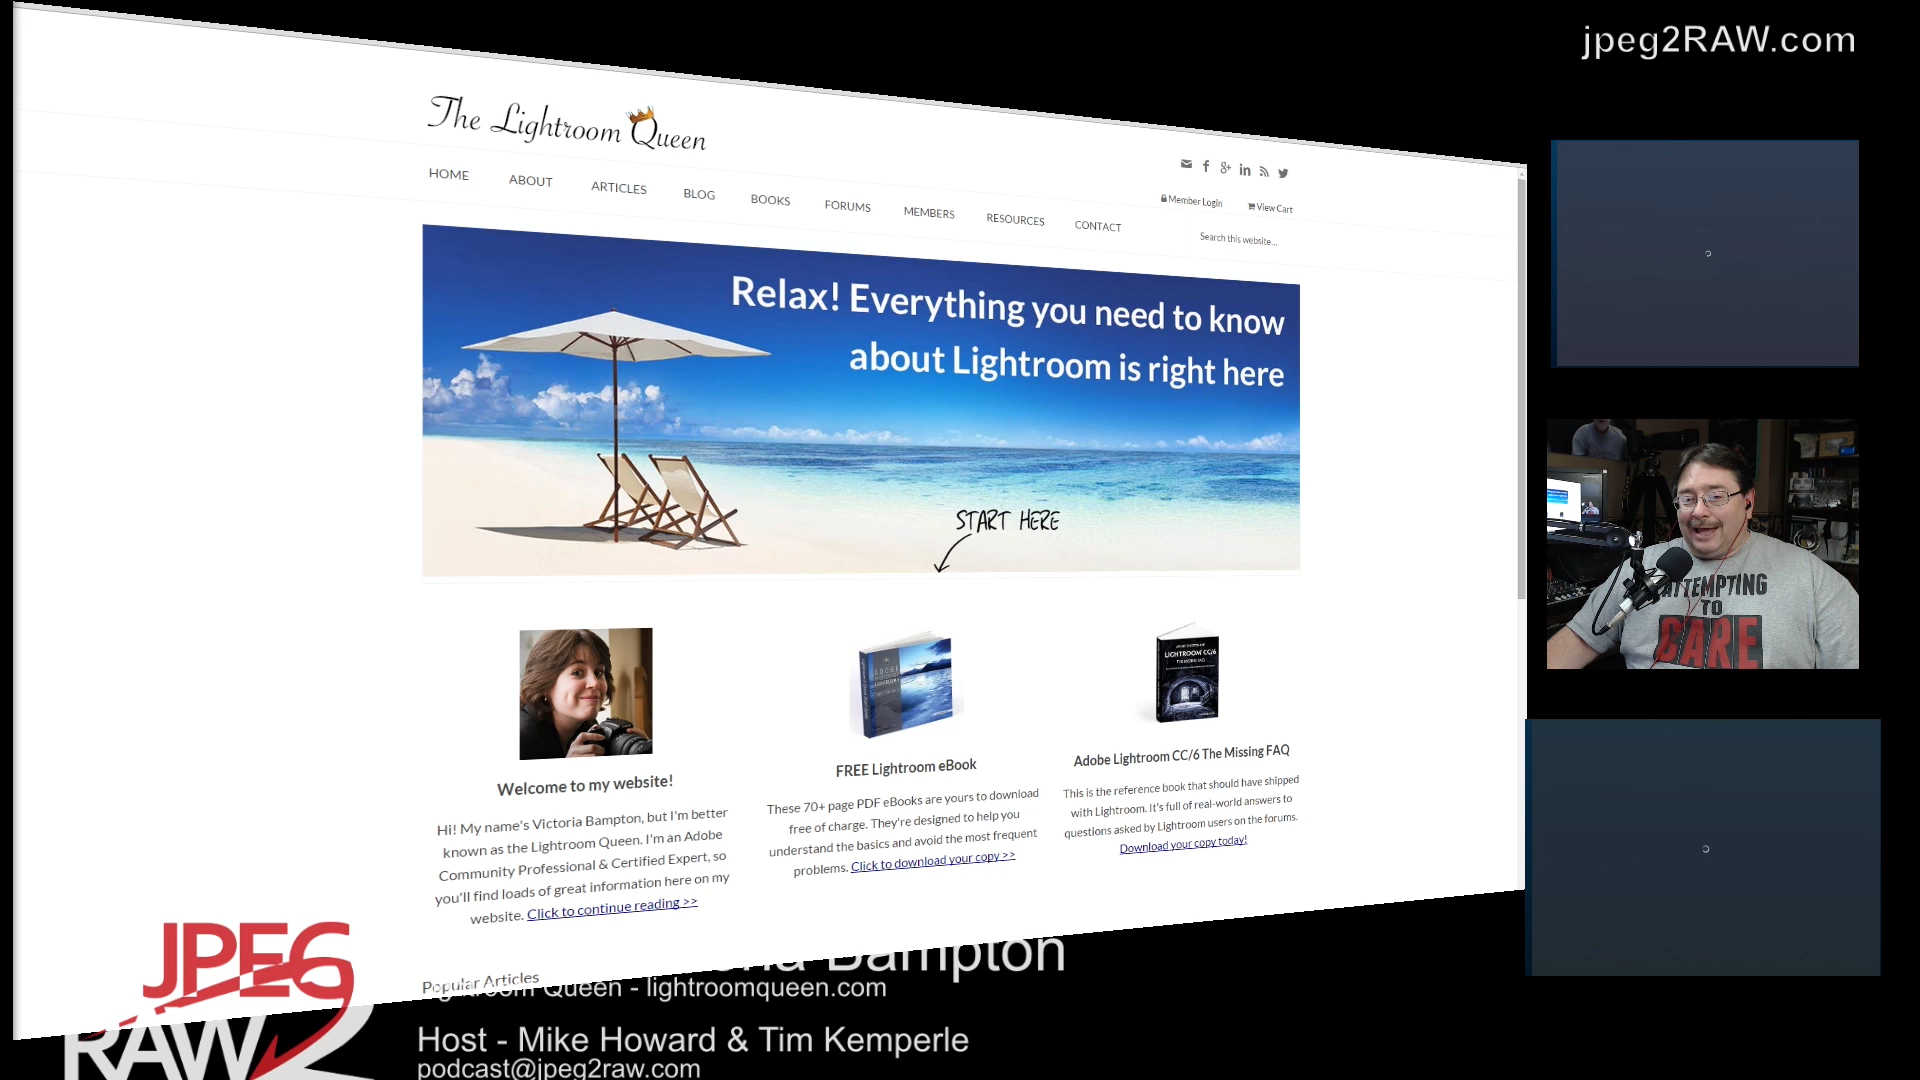 jpeg2RAW.com
The Lightroom Queen
HOME ABOUT ARTICLES BLOG BOOKS FORUMS MEMBERS RESOURCES CONTACT
Member Login View Cart
Search this website...
Relax! Everything you need to know
about Lightroom is right here
START HERE
ATTEMPTING
TO
CARE
LIGHTROOM CC/6
Welcome to my website!
Hi! My name's Victoria Bampton, but I'm better
known as the Lightroom Queen. I'm an Adobe
Community Professional & Certified Expert, so
you'll find loads of great information here on my
website. Click to continue reading >>
FREE Lightroom eBook
These 70+ page PDF eBooks are yours to download
free of charge. They're designed to help you
understand the basics and avoid the most frequent
problems. Click to download your copy >>
Adobe Lightroom CC/6 The Missing FAQ
This is the reference book that should have shipped
with Lightroom. It's full of real-world answers to
questions asked by Lightroom users on the forums.
Download your copy today!
Popular Articles
JPEG
2
RAW
Bampton
Queen - lightroomqueen.com
Host - Mike Howard & Tim Kemperle
podcast@jpeg2raw.com